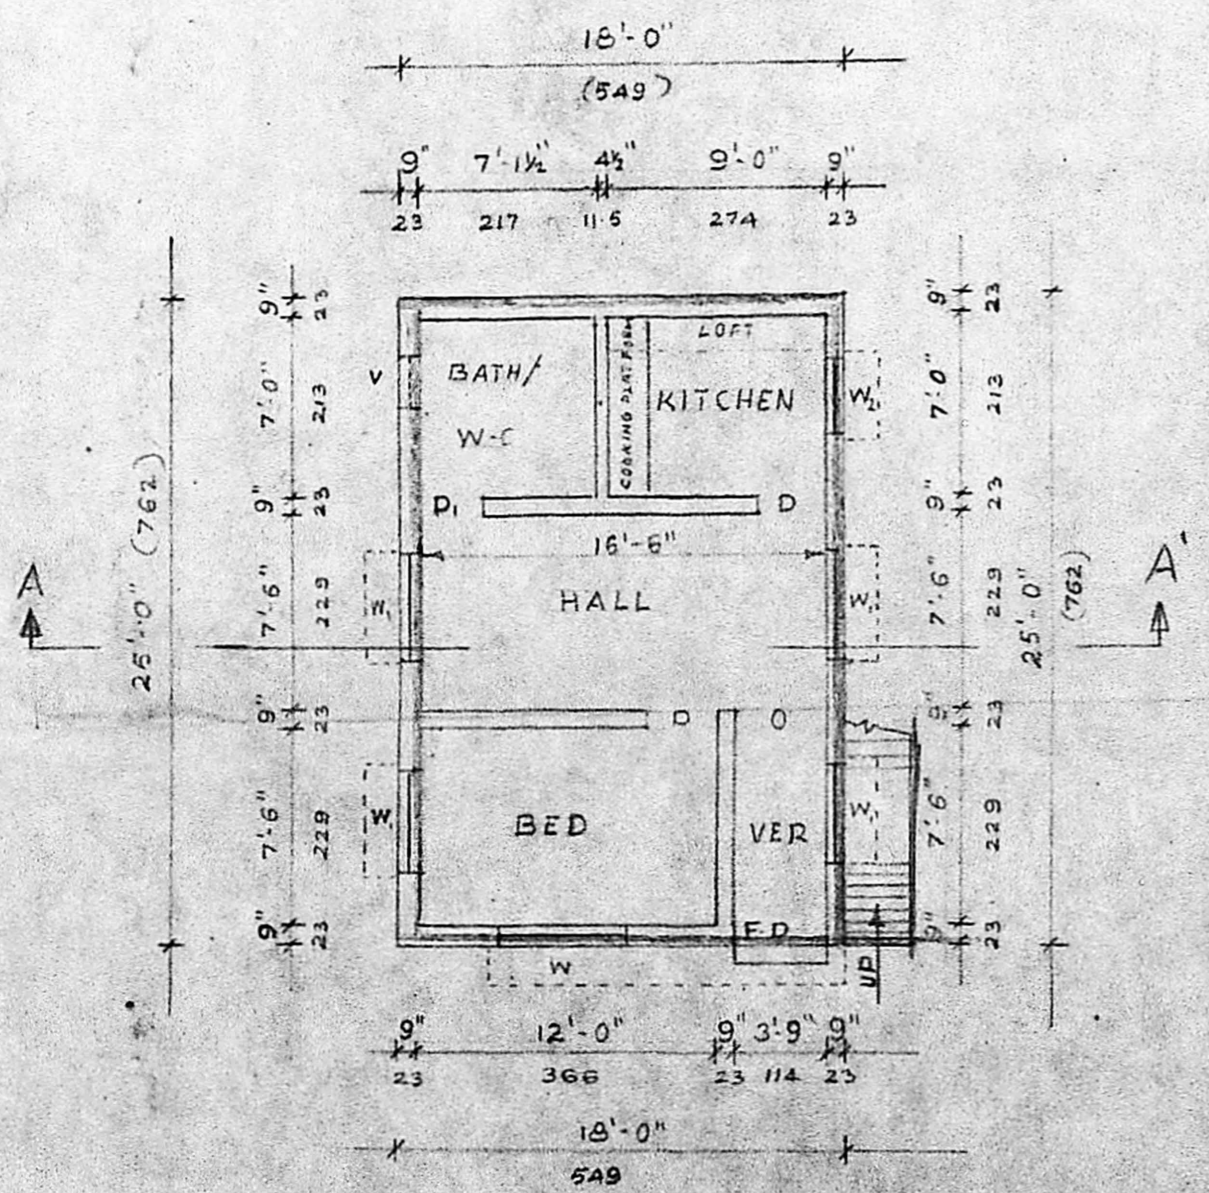 18'-0"
(549)
9" 7'-1½" 4½" 9'-0" 9"
23 217 11.5 274 23
9" 23
7'-0" 213
9" 23
7'-6" 229
9" 23
7'-6" 229
9" 23
25'-0" (762)
V
BATH/
W-C
COOKING PLATFORM
LOFT
KITCHEN
W2
D1
D
16'-6"
HALL
W1
W1
A
A'
D
O
BED
VER
W1
W1
F.D
W
UP
9" 23
7'-0" 213
9" 23
7'-6" 229
9" 23
7'-6" 229
9" 23
25'-0"
(762)
9" 12'-0" 9" 3'-9" 9"
23 366 23 114 23
18'-0"
549